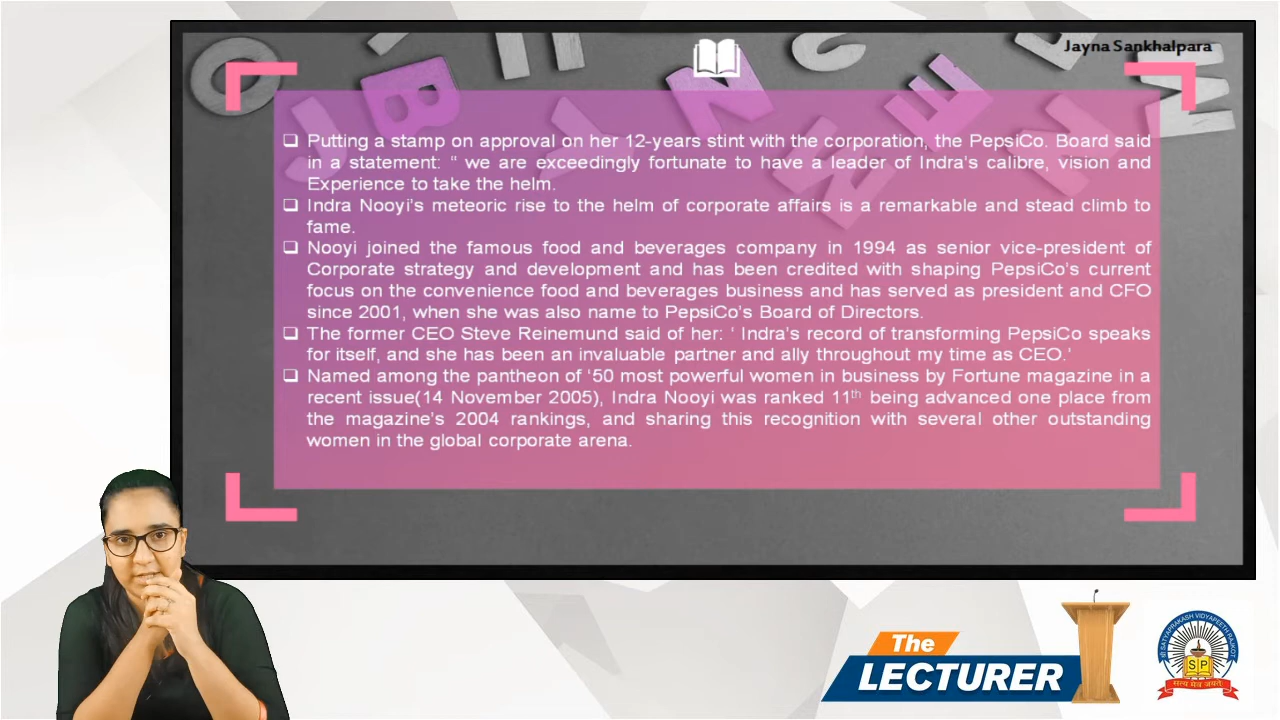 Jayna Sankhalpara
❑ Putting a stamp on approval on her 12-years stint with the corporation, the PepsiCo. Board said
in a statement: “ we are exceedingly fortunate to have a leader of Indra's calibre, vision and
Experience to take the helm.
❑ Indra Nooyi's meteoric rise to the helm of corporate affairs is a remarkable and stead climb to
fame.
❑ Nooyi joined the famous food and beverages company in 1994 as senior vice-president of
Corporate strategy and development and has been credited with shaping PepsiCo's current
focus on the convenience food and beverages business and has served as president and CFO
since 2001, when she was also name to PepsiCo's Board of Directors.
❑ The former CEO Steve Reinemund said of her: ‘ Indra's record of transforming PepsiCo speaks
for itself, and she has been an invaluable partner and ally throughout my time as CEO.'
❑ Named among the pantheon of ‘50 most powerful women in business by Fortune magazine in a
recent issue(14 November 2005), Indra Nooyi was ranked 11th being advanced one place from
the magazine's 2004 rankings, and sharing this recognition with several other outstanding
women in the global corporate arena.
The
LECTURER
SATYAPRAKASH VIDYAPEETH RAJKOT
S P
सत्य मेव जयते